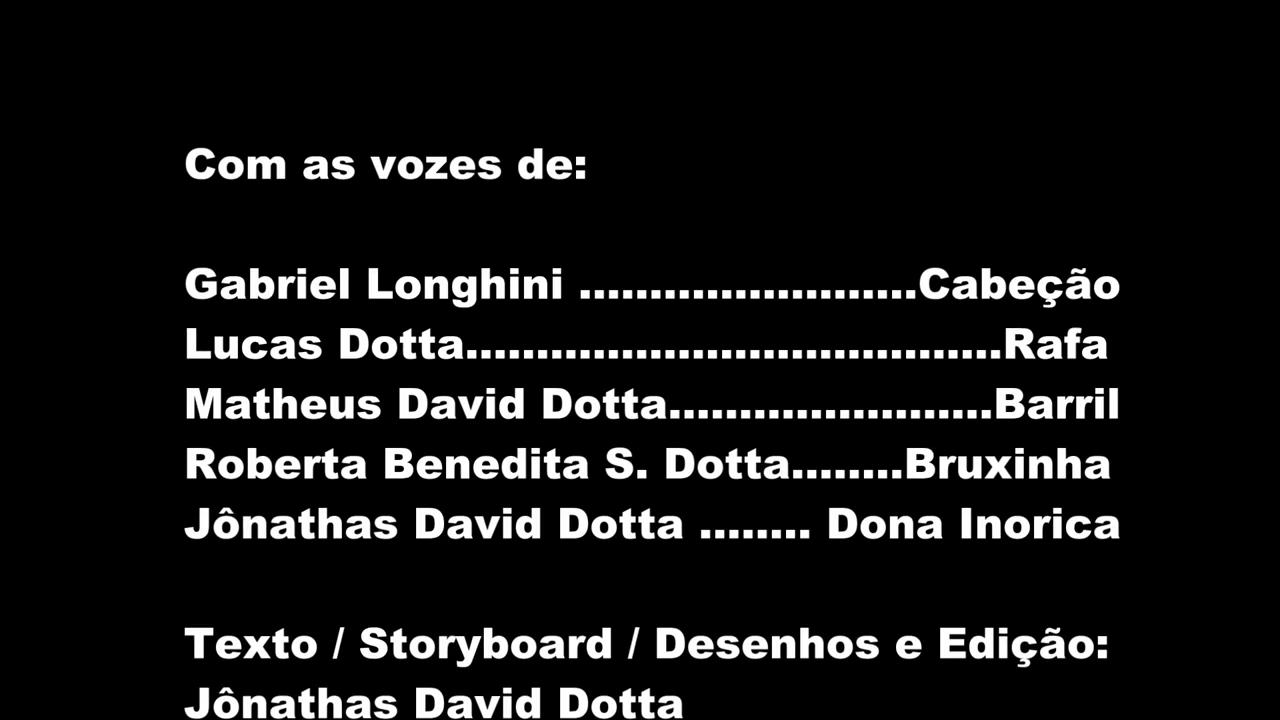 Com as vozes de:
Gabriel Longhini ........................Cabeção
Lucas Dotta......................................Rafa
Matheus David Dotta.......................Barril
Roberta Benedita S. Dotta........Bruxinha
Jônathas David Dotta ........ Dona Inorica
Texto / Storyboard / Desenhos e Edição:
Jônathas David Dotta